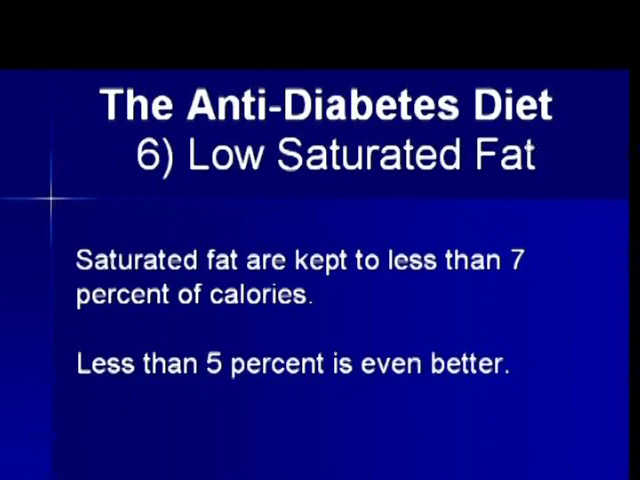 The Anti-Diabetes Diet
6) Low Saturated Fat
Saturated fat are kept to less than 7
percent of calories.
Less than 5 percent is even better.